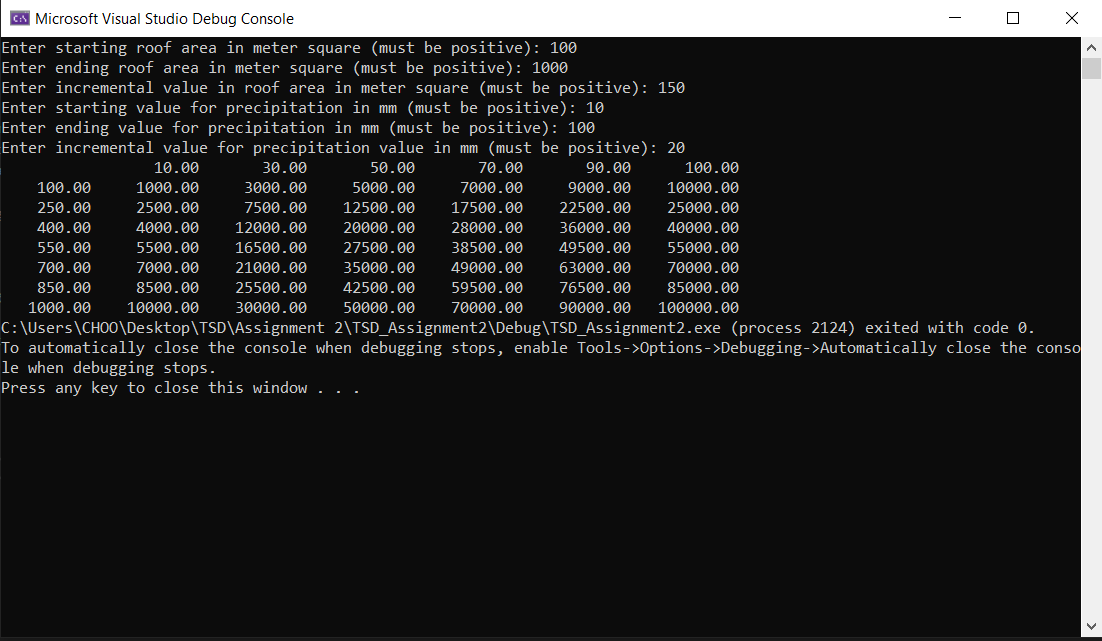 Microsoft Visual Studio Debug Console
Enter starting roof area in meter square (must be positive): 100
Enter ending roof area in meter square (must be positive): 1000
Enter incremental value in roof area in meter square (must be positive): 150
Enter starting value for precipitation in mm (must be positive): 10
Enter ending value for precipitation in mm (must be positive): 100
Enter incremental value for precipitation value in mm (must be positive): 20
                 10.00       30.00       50.00       70.00       90.00      100.00
    100.00     1000.00     3000.00     5000.00     7000.00     9000.00    10000.00
    250.00     2500.00     7500.00    12500.00    17500.00    22500.00    25000.00
    400.00     4000.00    12000.00    20000.00    28000.00    36000.00    40000.00
    550.00     5500.00    16500.00    27500.00    38500.00    49500.00    55000.00
    700.00     7000.00    21000.00    35000.00    49000.00    63000.00    70000.00
    850.00     8500.00    25500.00    42500.00    59500.00    76500.00    85000.00
   1000.00    10000.00    30000.00    50000.00    70000.00    90000.00   100000.00
C:\Users\CHOO\Desktop\TSD\Assignment 2\TSD_Assignment2\Debug\TSD_Assignment2.exe (process 2124) exited with code 0.
To automatically close the console when debugging stops, enable Tools->Options->Debugging->Automatically close the conso
le when debugging stops.
Press any key to close this window . . .